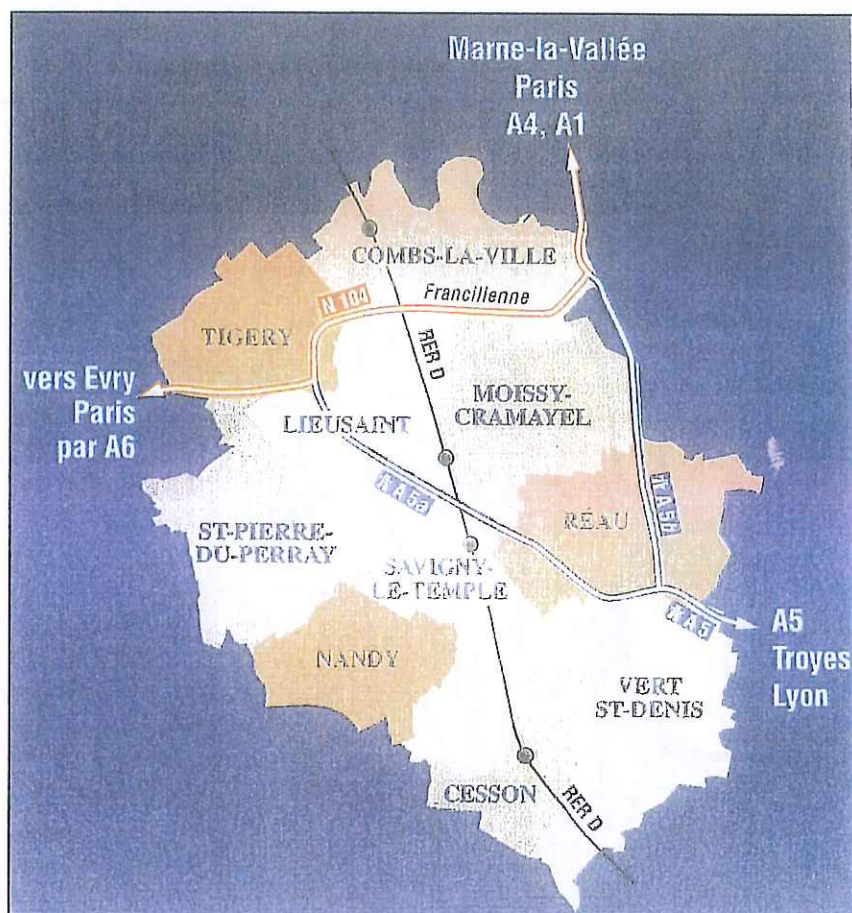 Marne-la-Vallée
Paris
A4, A1
COMBS-LA-VILLE
N 104
Francilienne
TIGERY
RER D
vers Evry
Paris
par A6
MOISSY-
CRAMAYEL
LIEUSAINT
A 5a
RÉAU
A 5b
ST-PIERRE-
DU-PERRAY
SAVIGNY-
LE-TEMPLE
A 5
A5
Troyes
Lyon
NANDY
VERT
ST-DENIS
CESSON
RER D